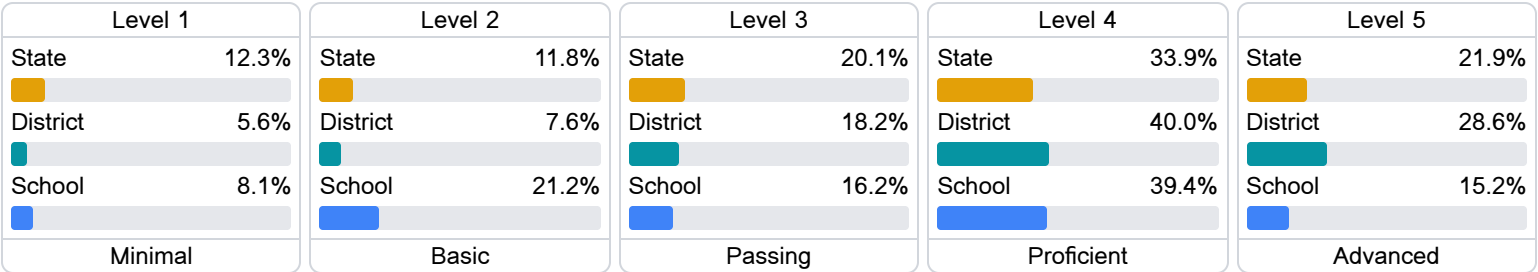 Level 1
State 12.3%
District 5.6%
School 8.1%
Minimal
Level 2
State 11.8%
District 7.6%
School 21.2%
Basic
Level 3
State 20.1%
District 18.2%
School 16.2%
Passing
Level 4
State 33.9%
District 40.0%
School 39.4%
Proficient
Level 5
State 21.9%
District 28.6%
School 15.2%
Advanced